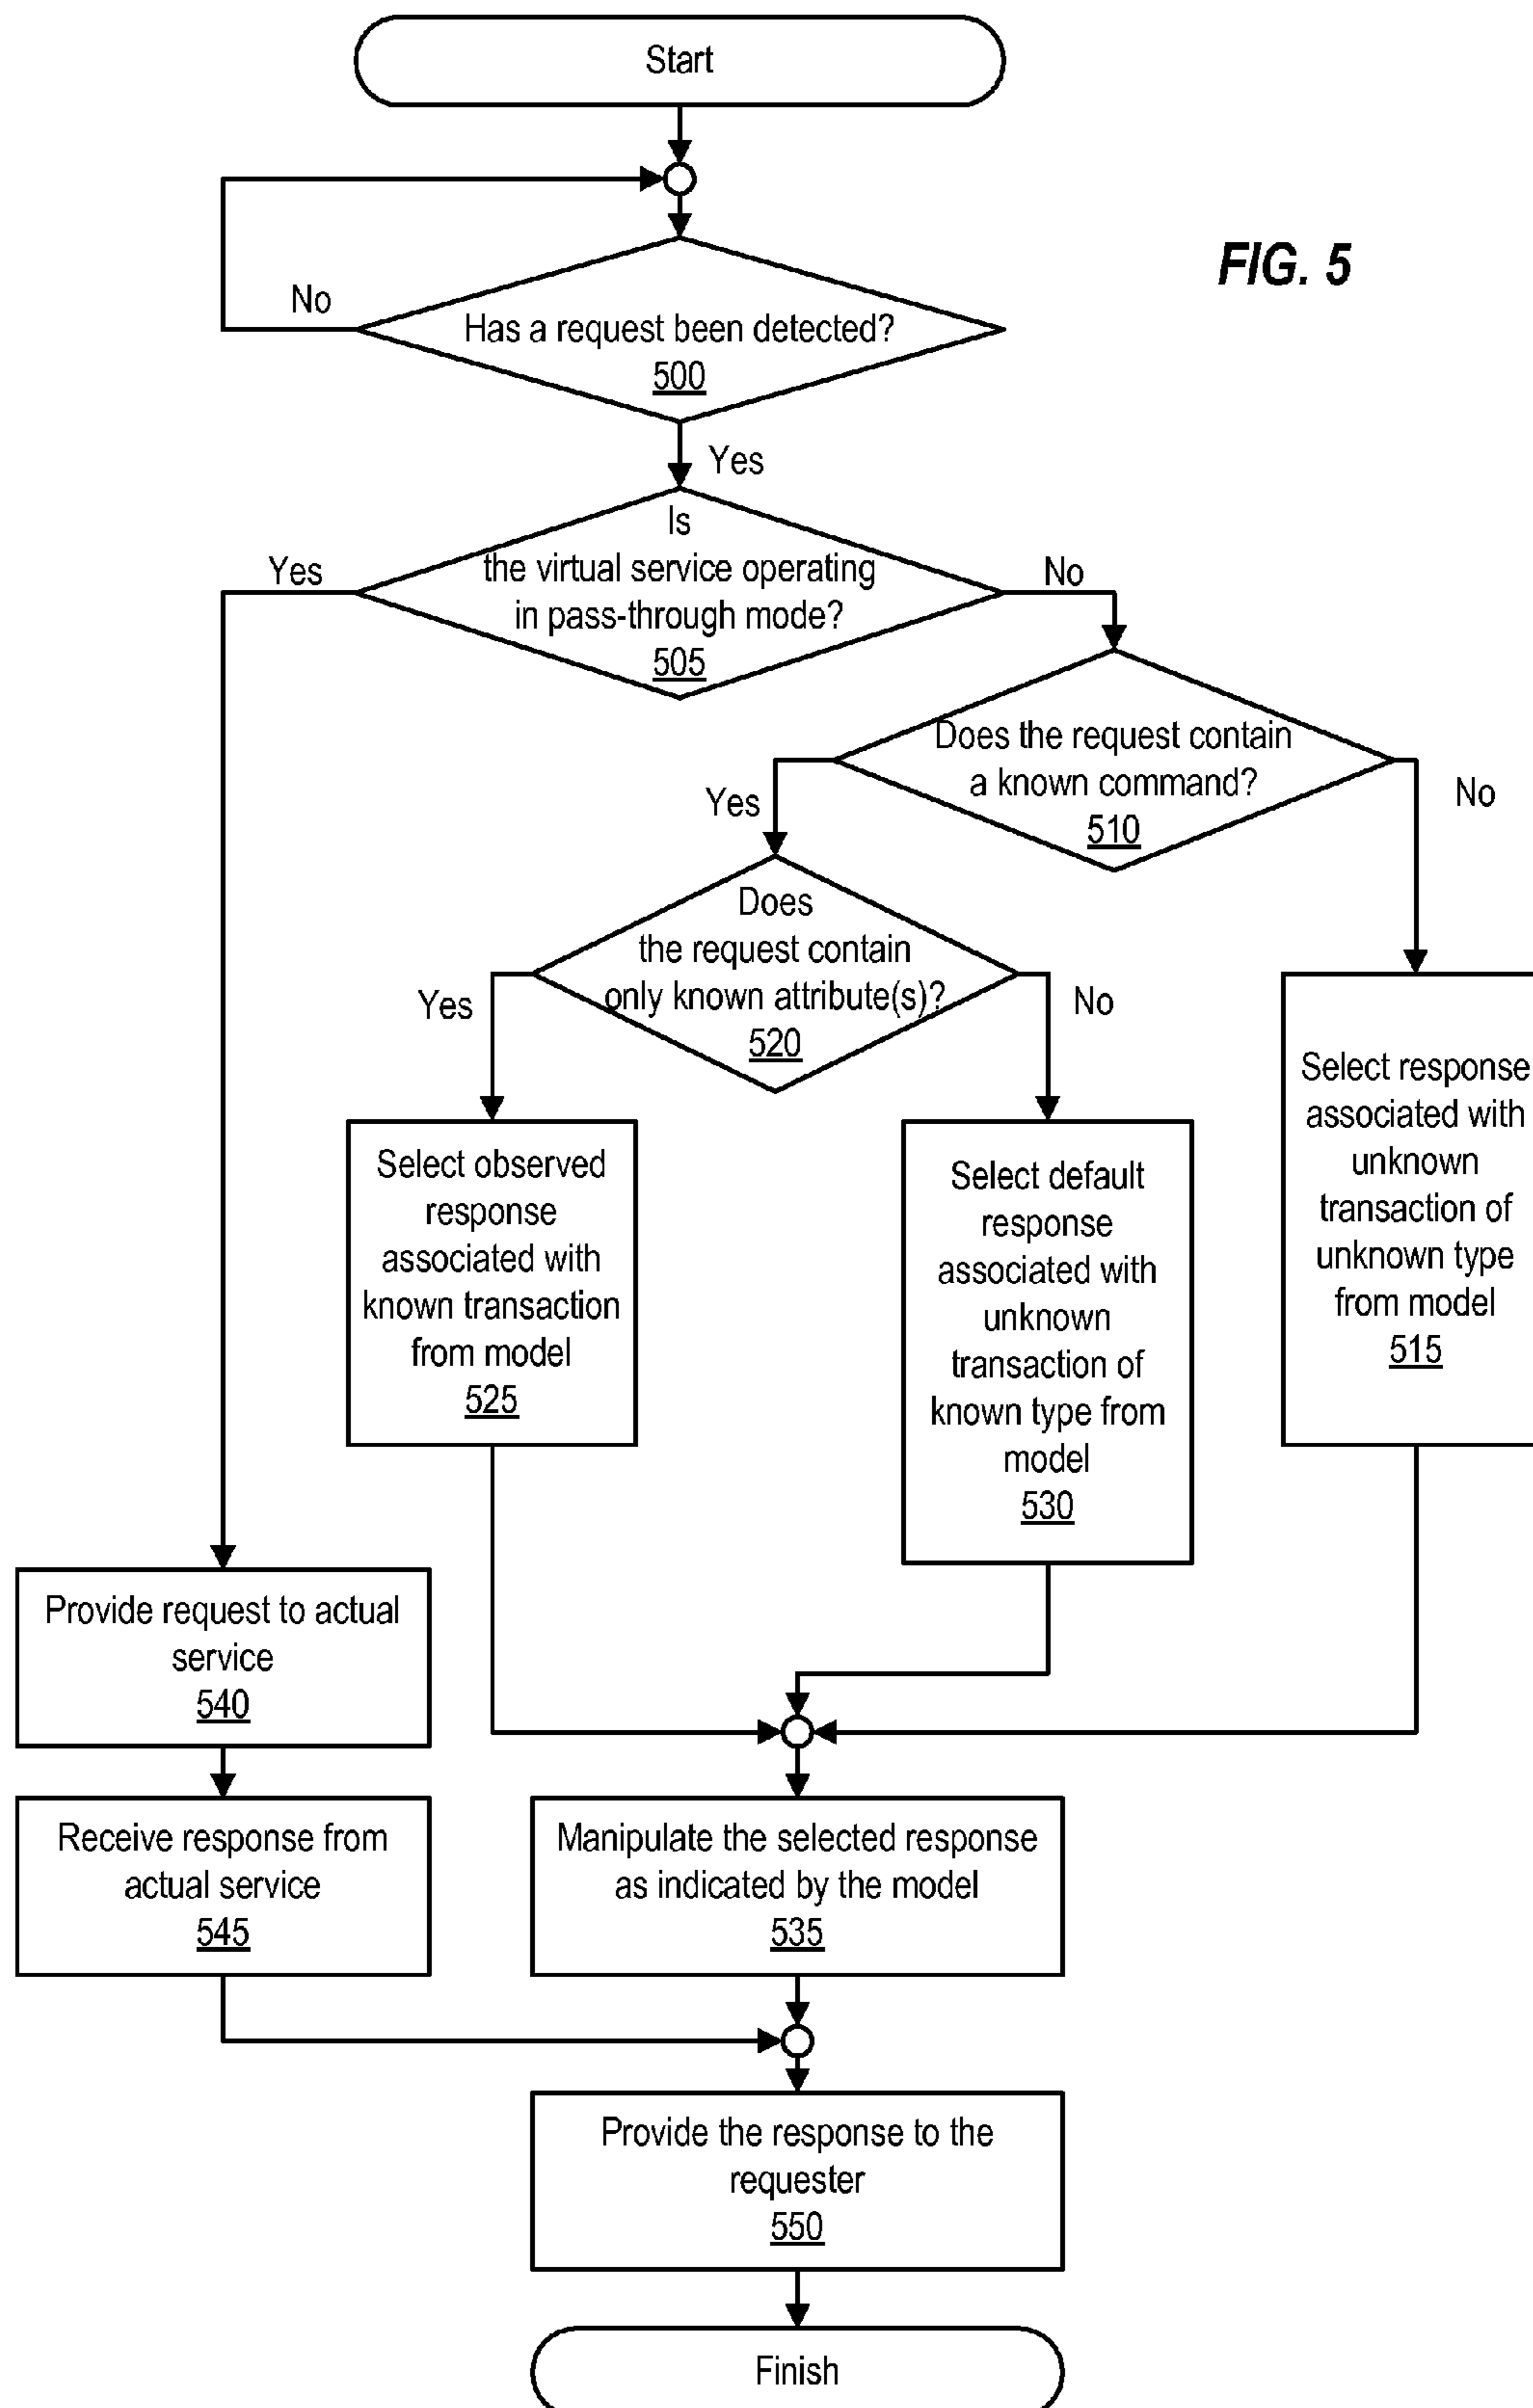 Start
FIG. 5
No
Has a request been detected?
500
Yes
Is
the virtual service operating
in pass-through mode?
505
Yes
No
Does the request contain
a known command?
510
Yes
No
Does
the request contain
only known attribute(s)?
520
Yes
No
Select response
associated with
unknown
transaction of
unknown type
from model
515
Select observed
response
associated with
known transaction
from model
525
Select default
response
associated with
unknown
transaction of
known type from
model
530
Provide request to actual
service
540
Receive response from
actual service
545
Manipulate the selected response
as indicated by the model
535
Provide the response to the
requester
550
Finish